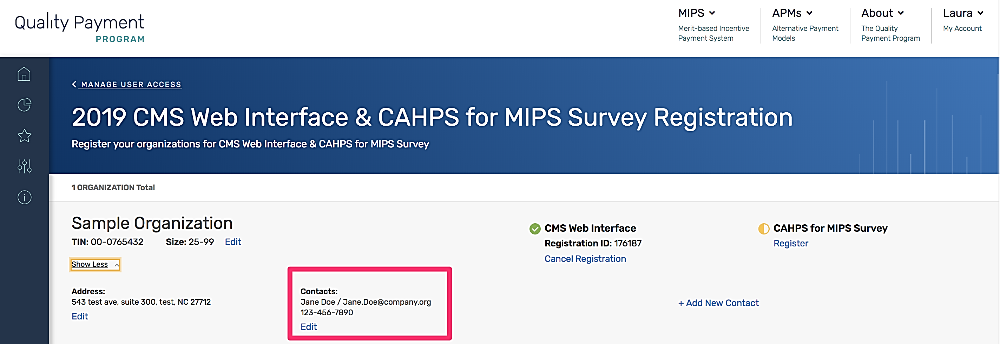 Quality Payment
PROGRAM
MIPS
Merit-based Incentive
Payment System
APMs
Alternative Payment
Models
About
The Quality
Payment Program
Laura
My Account
MANAGE USER ACCESS
2019 CMS Web Interface & CAHPS for MIPS Survey Registration
Register your organizations for CMS Web Interface & CAHPS for MIPS Survey
1 ORGANIZATION Total
Sample Organization
TIN: 00-0765432 Size: 25-99 Edit
Show Less
Address:
543 test ave, suite 300, test, NC 27712
Edit
Contacts:
Jane Doe / Jane.Doe@company.org
123-456-7890
Edit
CMS Web Interface
Registration ID: 176187
Cancel Registration
CAHPS for MIPS Survey
Register
+ Add New Contact